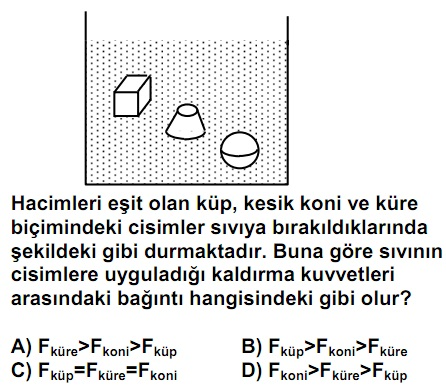 Hacimleri eşit olan küp, kesik koni ve küre
biçimindeki cisimler sıvıya bırakıldıklarında
şekildeki gibi durmaktadır. Buna göre sıvının
cisimlere uyguladığı kaldırma kuvvetleri
arasındaki bağıntı hangisindeki gibi olur?
A) Fküre>Fkoni>Fküp B) Fküp>Fkoni>Fküre
C) Fküp=Fküre=Fkoni D) Fkoni>Fküre>Fküp